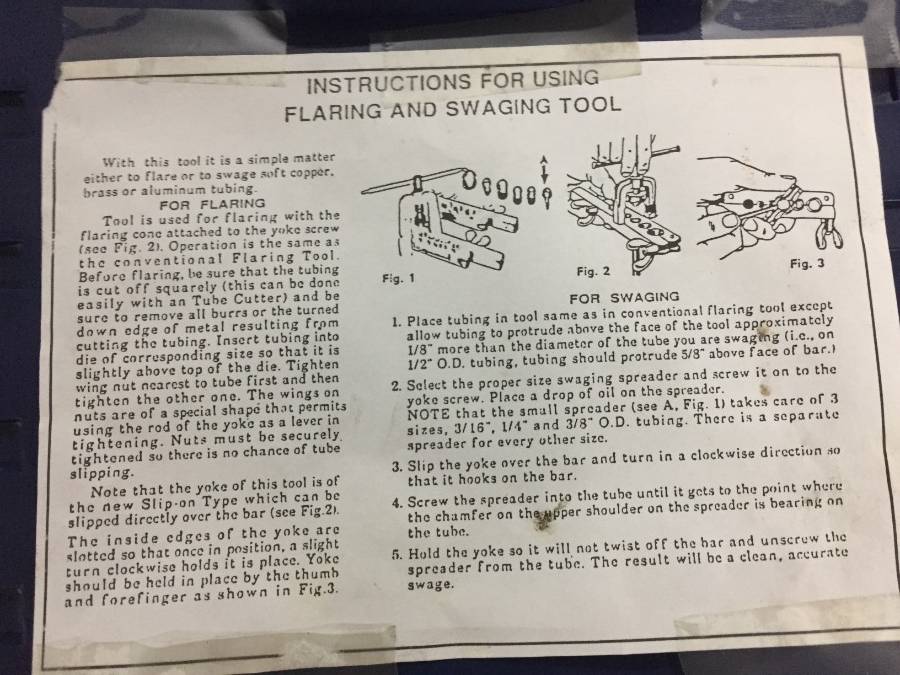 INSTRUCTIONS FOR USING
FLARING AND SWAGING TOOL
With this tool it is a simple matter
either to flare or to swage soft copper,
brass or aluminum tubing.
FOR FLARING
Tool is used for flaring with the
flaring cone attached to the yoke screw
(see Fig. 2). Operation is the same as
the conventional Flaring Tool.
Before flaring, be sure that the tubing
is cut off squarely (this can be done
easily with an Tube Cutter) and be
sure to remove all burrs or the turned
down edge of metal resulting from
cutting the tubing. Insert tubing into
die of corresponding size so that it is
slightly above top of the die. Tighten
wing nut nearest to tube first and then
tighten the other one. The wings on
nuts are of a special shape that permits
using the rod of the yoke as a lever in
tightening. Nuts must be securely
tightened so there is no chance of tube
slipping.
Note that the yoke of this tool is of
the new Slip-on Type which can be
slipped directly over the bar (see Fig.2).
The inside edges of the yoke are
slotted so that once in position, a slight
turn clockwise holds it is place. Yoke
should be held in place by the thumb
and forefinger as shown in Fig.3.
A
Fig. 1
Fig. 2
Fig. 3
FOR SWAGING
1. Place tubing in tool same as in conventional flaring tool except
allow tubing to protrude above the face of the tool approximately
1/8" more than the diameter of the tube you are swaging (i.e., on
1/2" O.D. tubing, tubing should protrude 5/8" above face of bar.)
2. Select the proper size swaging spreader and screw it on to the
yoke screw. Place a drop of oil on the spreader.
NOTE that the small spreader (see A, Fig. 1) takes care of 3
sizes, 3/16", 1/4" and 3/8" O.D. tubing. There is a separate
spreader for every other size.
3. Slip the yoke over the bar and turn in a clockwise direction so
that it hooks on the bar.
4. Screw the spreader into the tube until it gets to the point where
the chamfer on the upper shoulder on the spreader is bearing on
the tube.
5. Hold the yoke so it will not twist off the bar and unscrew the
spreader from the tube. The result will be a clean, accurate
swage.